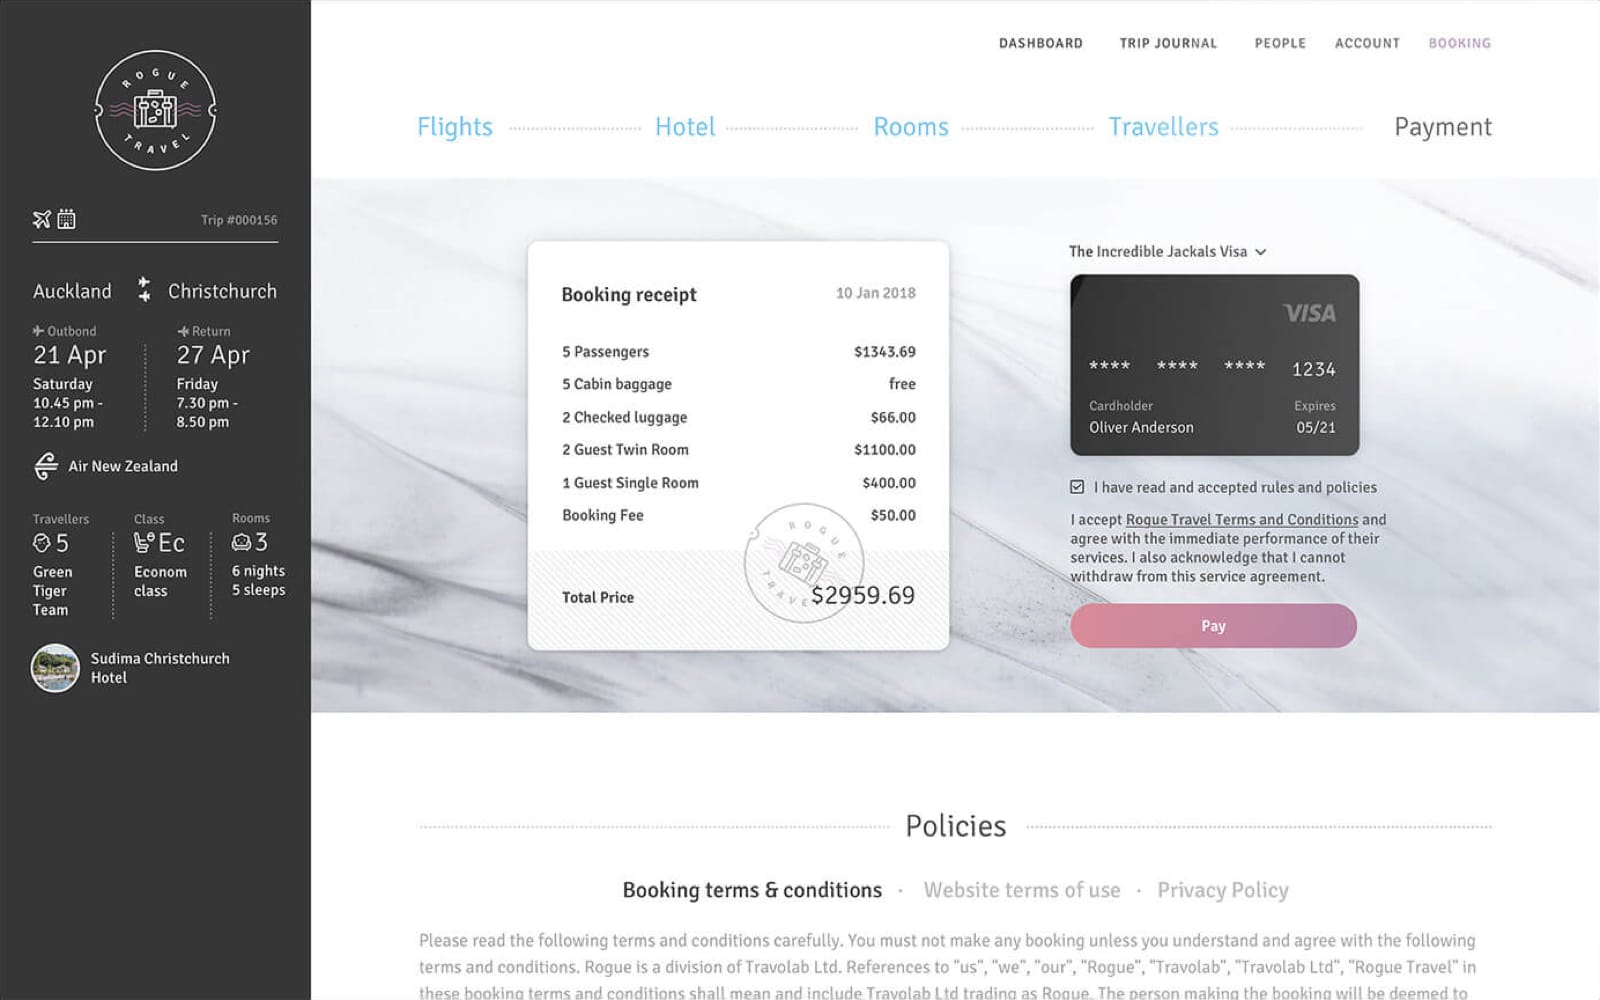 ROGUE
TRAVEL
Trip #000156
Auckland Christchurch
Outbond
21 Apr
Saturday
10.45 pm -
12.10 pm
Return
27 Apr
Friday
7.30 pm -
8.50 pm
Air New Zealand
Travellers
5
Green
Tiger
Team
Class
Ec
Econom
class
Rooms
3
6 nights
5 sleeps
Sudima Christchurch
Hotel
DASHBOARD TRIP JOURNAL PEOPLE ACCOUNT BOOKING
Flights Hotel Rooms Travellers Payment
Booking receipt 10 Jan 2018
5 Passengers $1343.69
5 Cabin baggage free
2 Checked luggage $66.00
2 Guest Twin Room $1100.00
1 Guest Single Room $400.00
Booking Fee $50.00
ROGUE
TRAVE
Total Price $2959.69
The Incredible Jackals Visa
VISA
**** **** **** 1234
Cardholder Expires
Oliver Anderson 05/21
I have read and accepted rules and policies
I accept Rogue Travel Terms and Conditions and
agree with the immediate performance of their
services. I also acknowledge that I cannot
withdraw from this service agreement.
Pay
Policies
Booking terms & conditions · Website terms of use · Privacy Policy
Please read the following terms and conditions carefully. You must not make any booking unless you understand and agree with the following
terms and conditions. Rogue is a division of Travolab Ltd. References to "us", "we", "our", "Rogue", "Travolab", "Travolab Ltd", "Rogue Travel" in
these booking terms and conditions shall mean and include Travolab Ltd trading as Rogue. The person making the booking will be deemed to